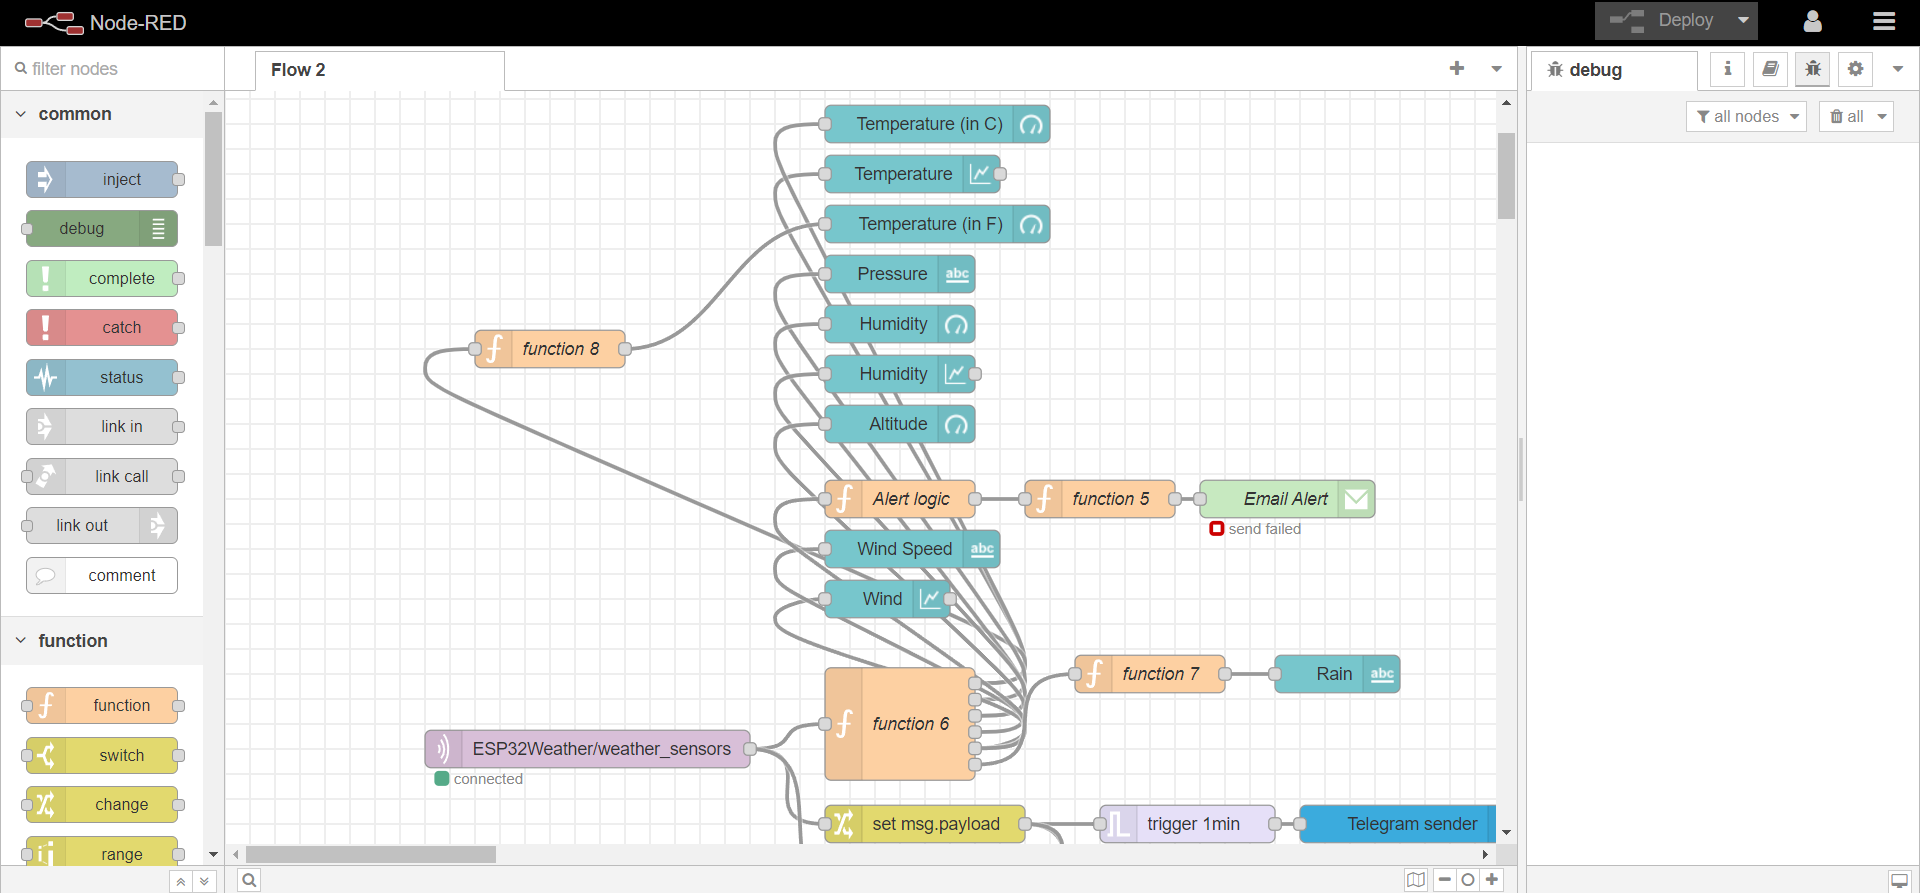 Node-RED
Deploy
filter nodes
Flow 2
debug
i
all nodes
all
common
inject
debug
complete
catch
status
link in
link call
link out
comment
function
function
switch
change
range
Temperature (in C)
Temperature
Temperature (in F)
Pressure abc
Humidity
function 8
Humidity
Altitude
Alert logic
function 5
Email Alert
send failed
Wind Speed abc
Wind
function 7
Rain abc
function 6
ESP32Weather/weather_sensors
connected
set msg.payload
trigger 1min
Telegram sender